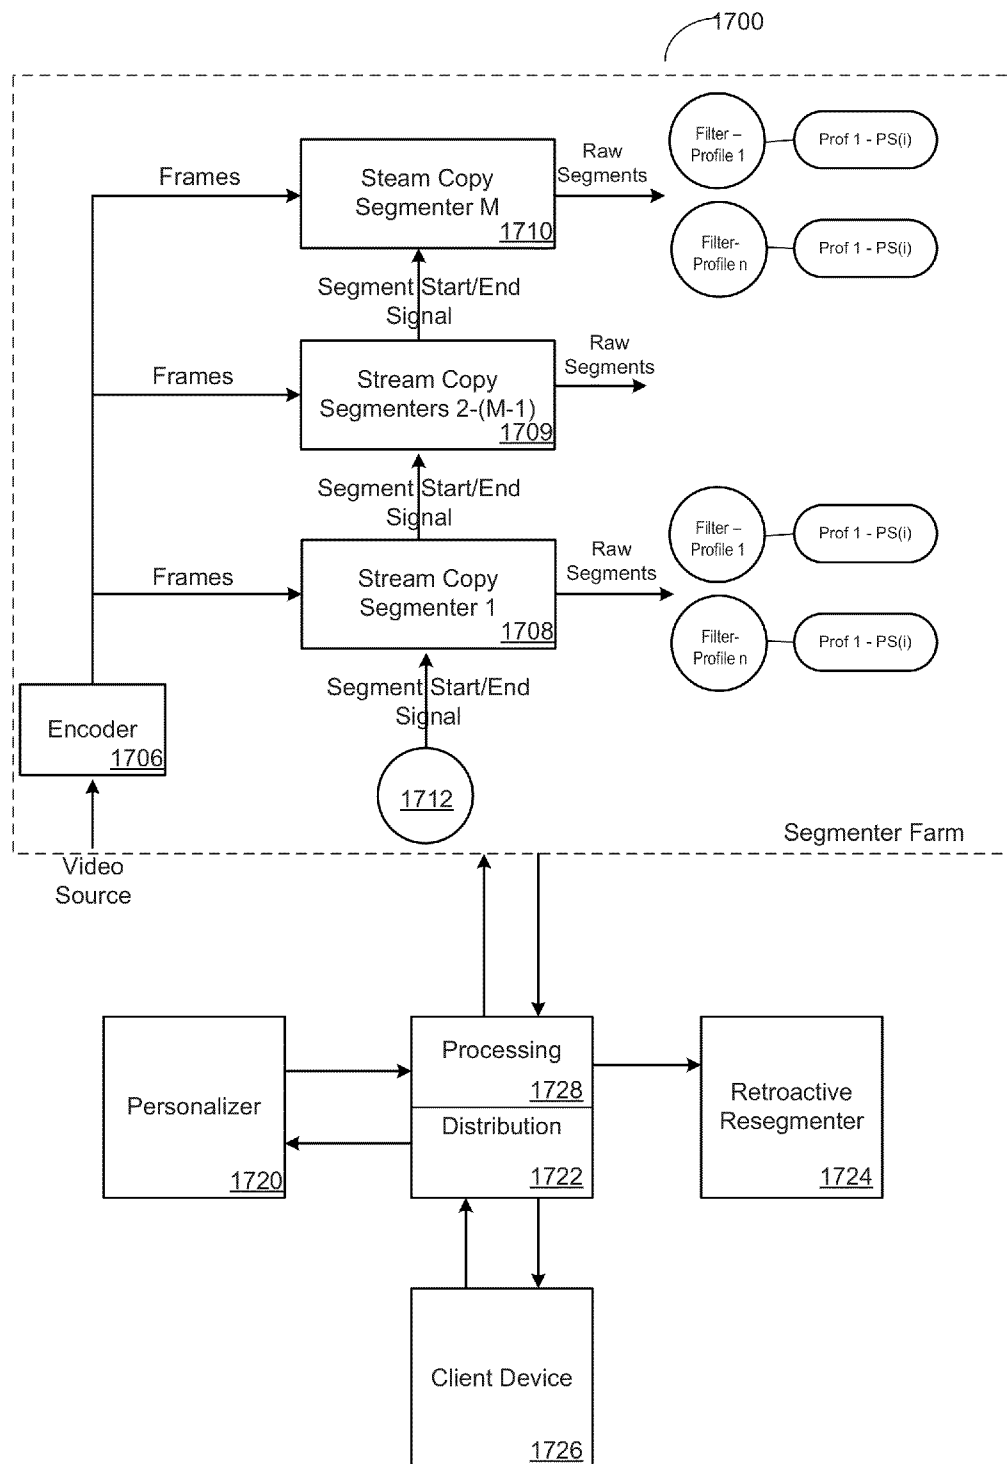 1700
Frames
Steam Copy
Segmenter M
1710
Raw
Segments
Filter –
Profile 1
Prof 1 - PS(i)
Filter-
Profile n
Prof 1 - PS(i)
Segment Start/End
Signal
Frames
Stream Copy
Segmenters 2-(M-1)
1709
Raw
Segments
Segment Start/End
Signal
Frames
Stream Copy
Segmenter 1
1708
Raw
Segments
Filter –
Profile 1
Prof 1 - PS(i)
Filter-
Profile n
Prof 1 - PS(i)
Segment Start/End
Signal
Encoder
1706
1712
Segmenter Farm
Video
Source
Personalizer
1720
Processing
1728
Distribution
1722
Retroactive
Resegmenter
1724
Client Device
1726